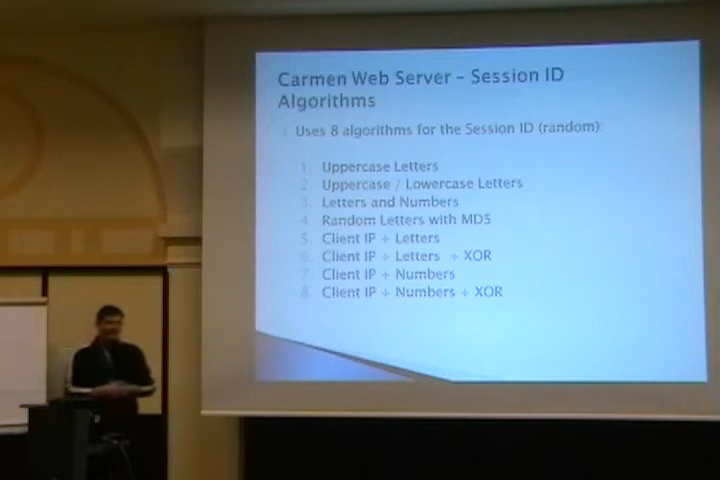 Carmen Web Server - Session ID
Algorithms
Uses 8 algorithms for the Session ID (random):
1. Uppercase Letters
2. Uppercase / Lowercase Letters
3. Letters and Numbers
4. Random Letters with MD5
5. Client IP + Letters
6. Client IP + Letters + XOR
7. Client IP + Numbers
8. Client IP + Numbers + XOR